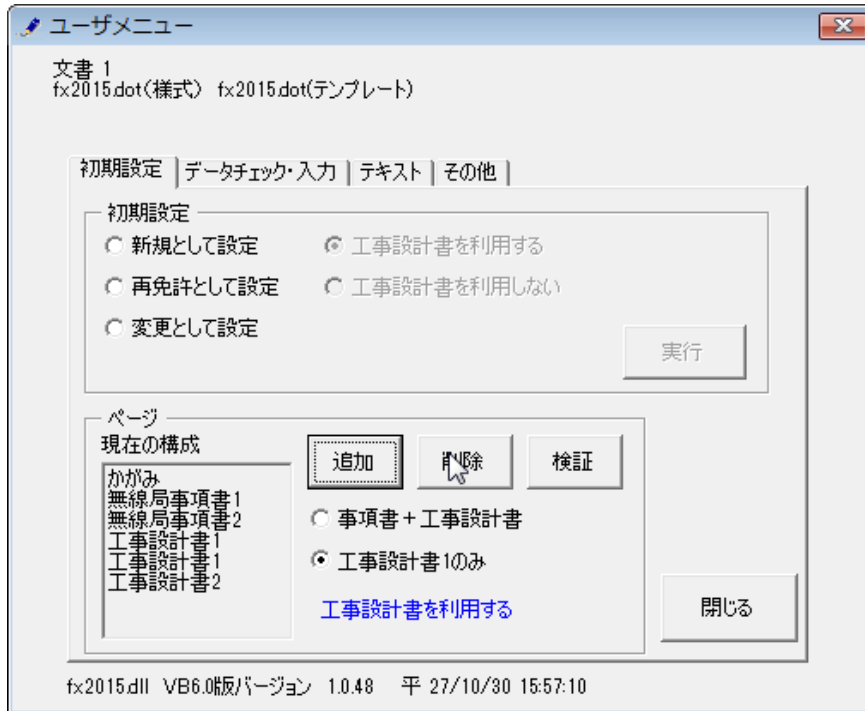 ユーザメニュー
文書 1
fx2015.dot(様式) fx2015.dot(テンプレート)
初期設定 データチェック・入力 テキスト その他
初期設定
新規として設定 工事設計書を利用する
再免許として設定 工事設計書を利用しない
変更として設定
実行
ページ
現在の構成
追加 削除 検証
かがみ
無線局事項書1
無線局事項書2
工事設計書1
工事設計書1
工事設計書2
事項書+工事設計書
工事設計書1のみ
工事設計書を利用する
閉じる
fx2015.dll VB6.0版バージョン 1.0.48 平 27/10/30 15:57:10